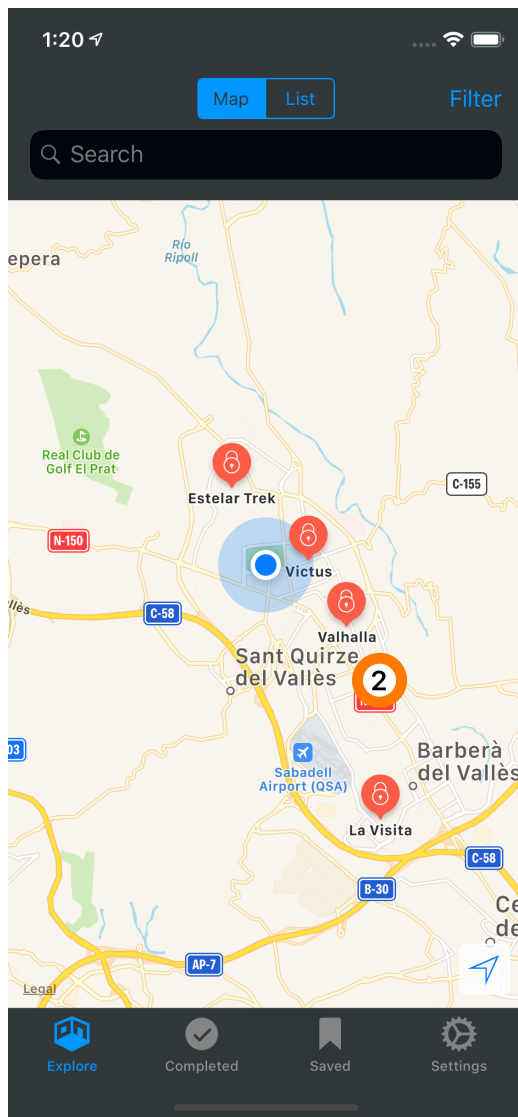 1:20
Map
List
Filter
Search
Río
Ripoll
epera
Real Club de
Golf El Prat
Estelar Trek
C-155
N-150
Victus
llès
C-58
Valhalla
Sant Quirze
del Vallès
2
03
Sabadell
Airport (QSA)
Barberà
del Vallès
La Visita
C-58
B-30
Ce
de
AP-7
Legal
Explore
Completed
Saved
Settings